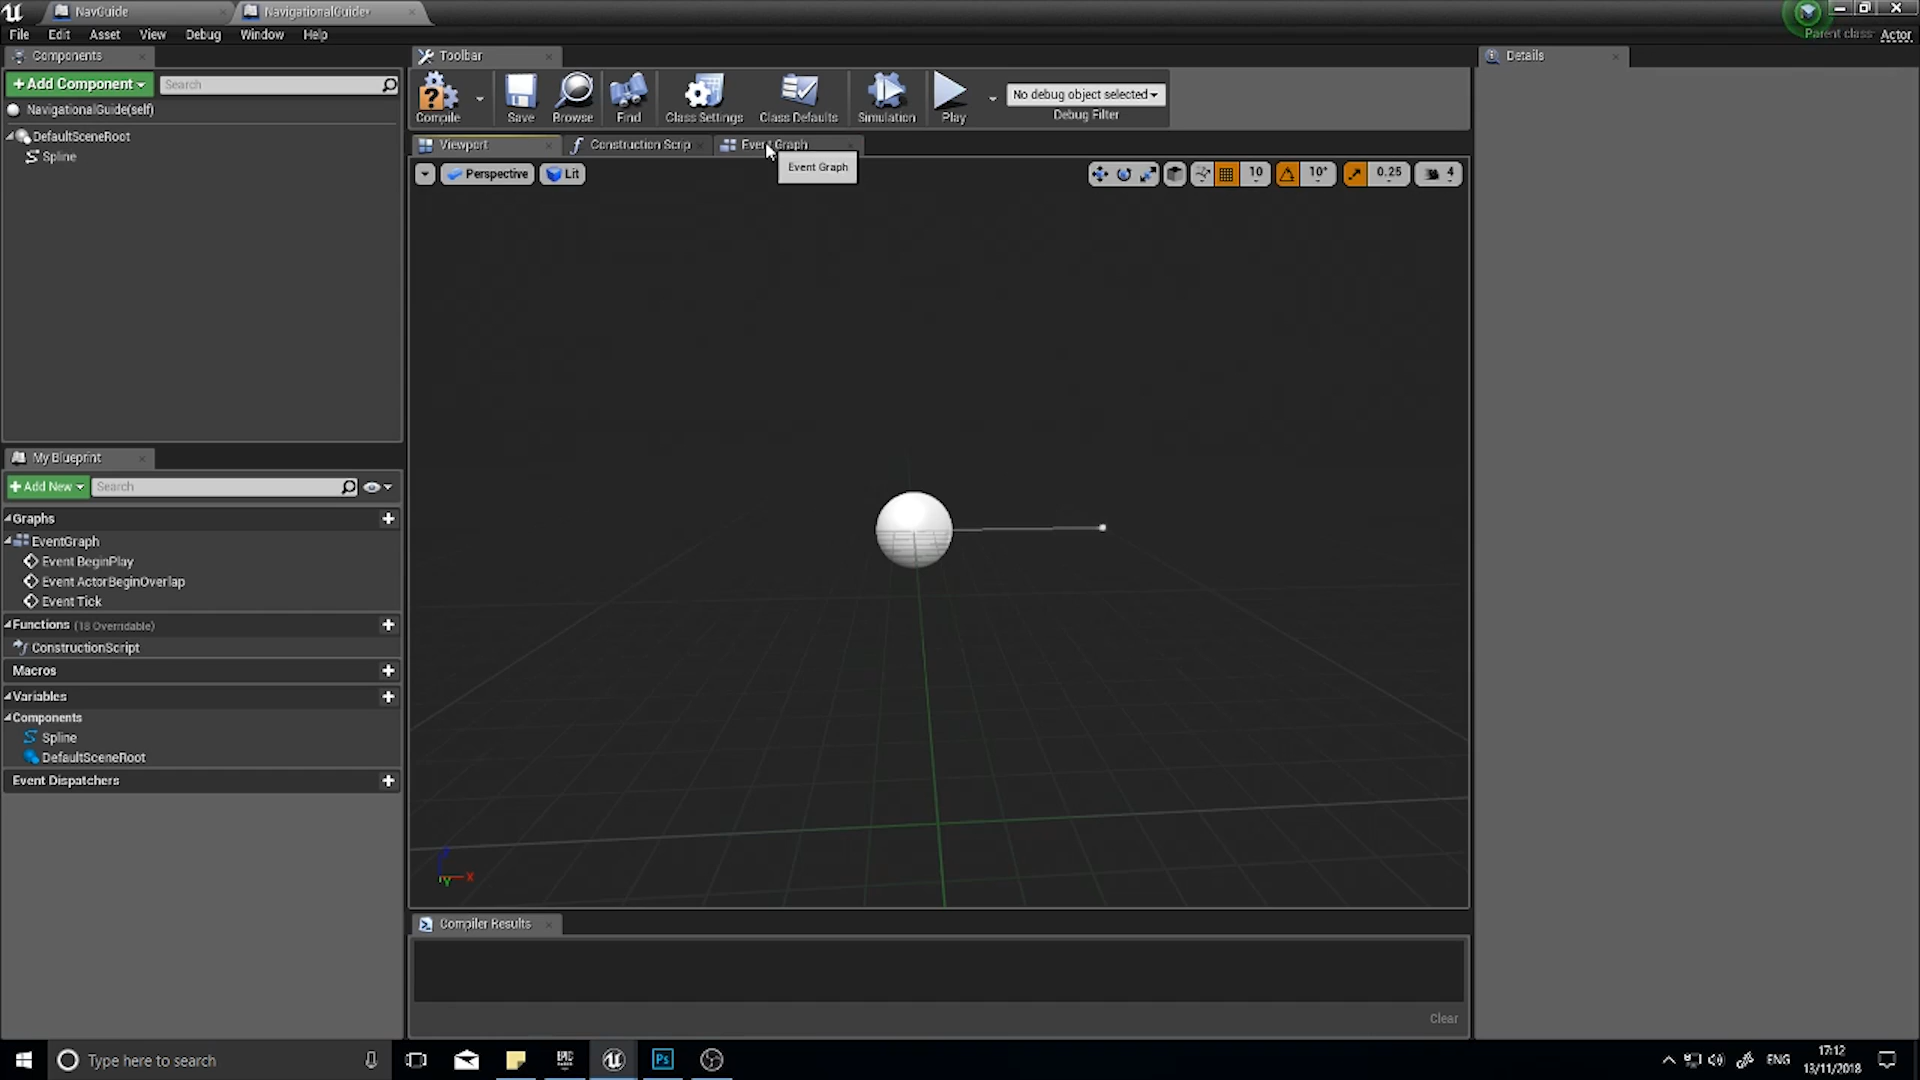 NavGuide
NavigationalGuide*
File Edit Asset View Debug Window Help
Parent class: Actor
Components
Toolbar
Details
+ Add Component
Search
NavigationalGuide(self)
DefaultSceneRoot
Spline
Compile Save Browse Find Class Settings Class Defaults Simulation Play
No debug object selected
Debug Filter
Viewport
Construction Scrip
Event Graph
Event Graph
Perspective
Lit
10 10° 0.25 4
My Blueprint
+ Add New
Search
Graphs
EventGraph
Event BeginPlay
Event ActorBeginOverlap
Event Tick
Functions (18 Overridable)
ConstructionScript
Macros
Variables
Components
Spline
DefaultSceneRoot
Event Dispatchers
X
Y
Compiler Results
Clear
Type here to search
EPIC
Ps
ENG
17:12
13/11/2018